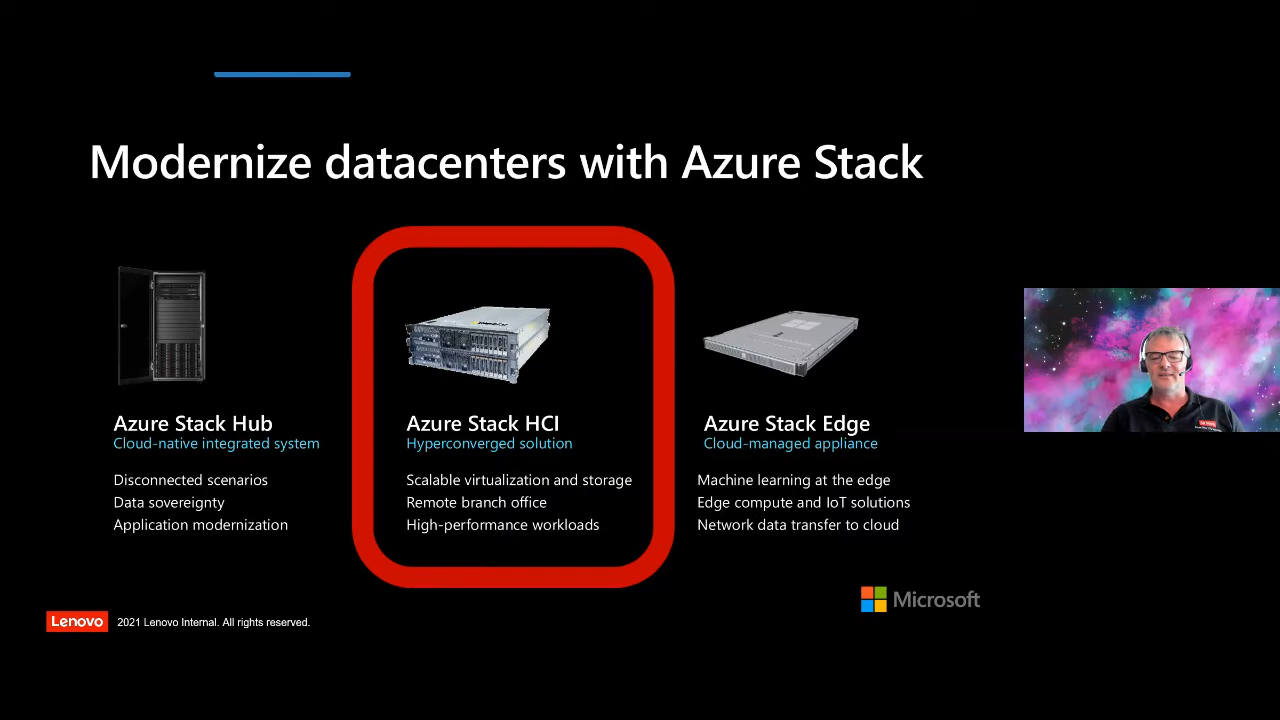 Modernize datacenters with Azure Stack
Azure Stack Hub
Cloud-native integrated system
Disconnected scenarios
Data sovereignty
Application modernization
Azure Stack HCI
Hyperconverged solution
Scalable virtualization and storage
Remote branch office
High-performance workloads
Azure Stack Edge
Cloud-managed appliance
Machine learning at the edge
Edge compute and IoT solutions
Network data transfer to cloud
Microsoft
Lenovo
2021 Lenovo Internal. All rights reserved.